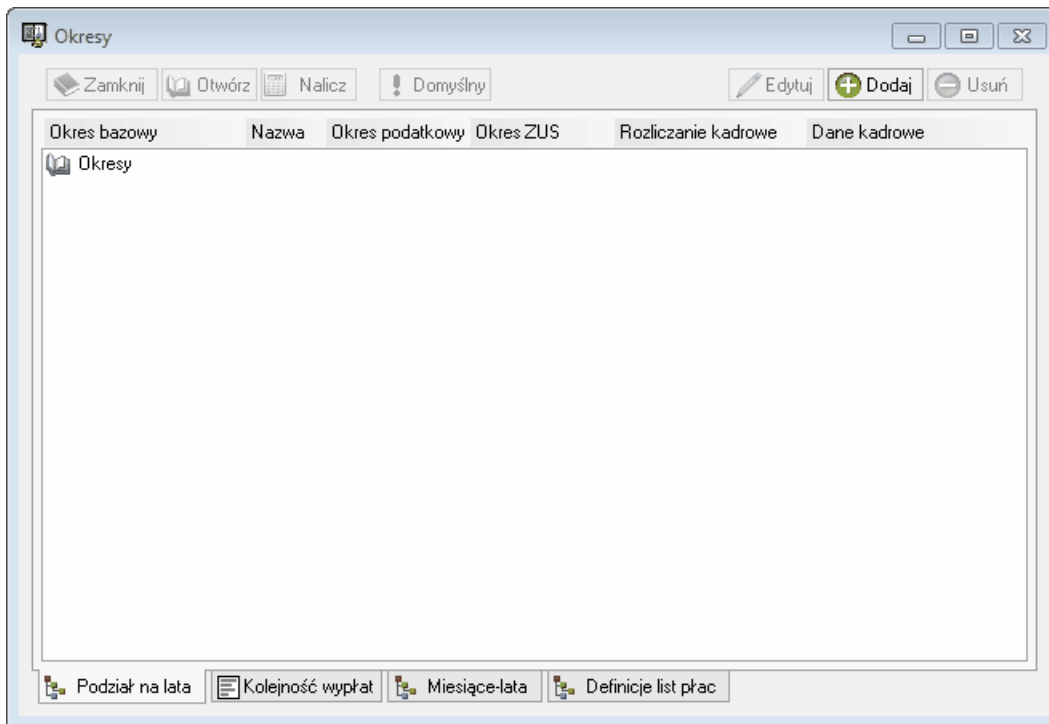 Okresy
Zamknij Otwórz Nalicz Domyślny Edytuj Dodaj Usuń
Okres bazowy Nazwa Okres podatkowy Okres ZUS Rozliczanie kadrowe Dane kadrowe
Okresy
Podział na lata Kolejność wypłat Miesiące-lata Definicje list płac